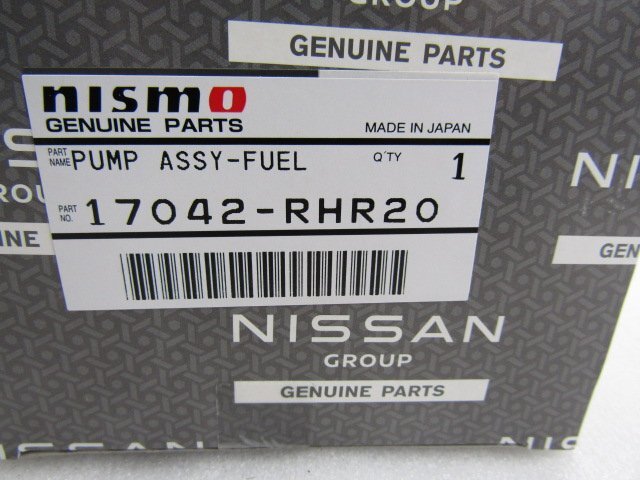 GROUP
GENUINE PARTS
nismo
GENUINE PARTS
MADE IN JAPAN
PART NAME PUMP ASSY-FUEL Q'TY 1
PART NO. 17042-RHR20
NISSAN
GROUP
GENUINE PARTS